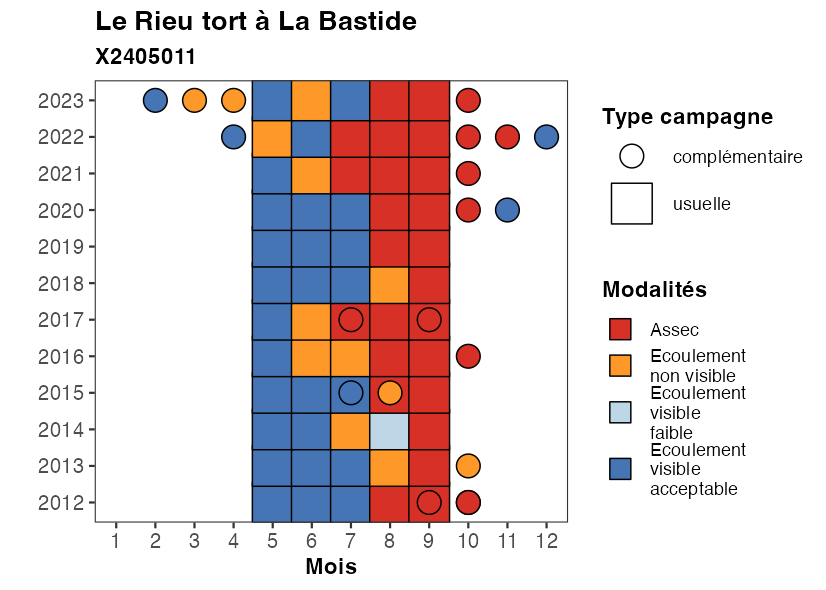 Le Rieu tort à La Bastide
X2405011
2023
2022
2021
2020
2019
2018
2017
2016
2015
2014
2013
2012
1 2 3 4 5 6 7 8 9 10 11 12
Mois
Type campagne
complémentaire
usuelle
Modalités
Assec
Ecoulement
non visible
Ecoulement
visible
faible
Ecoulement
visible
acceptable